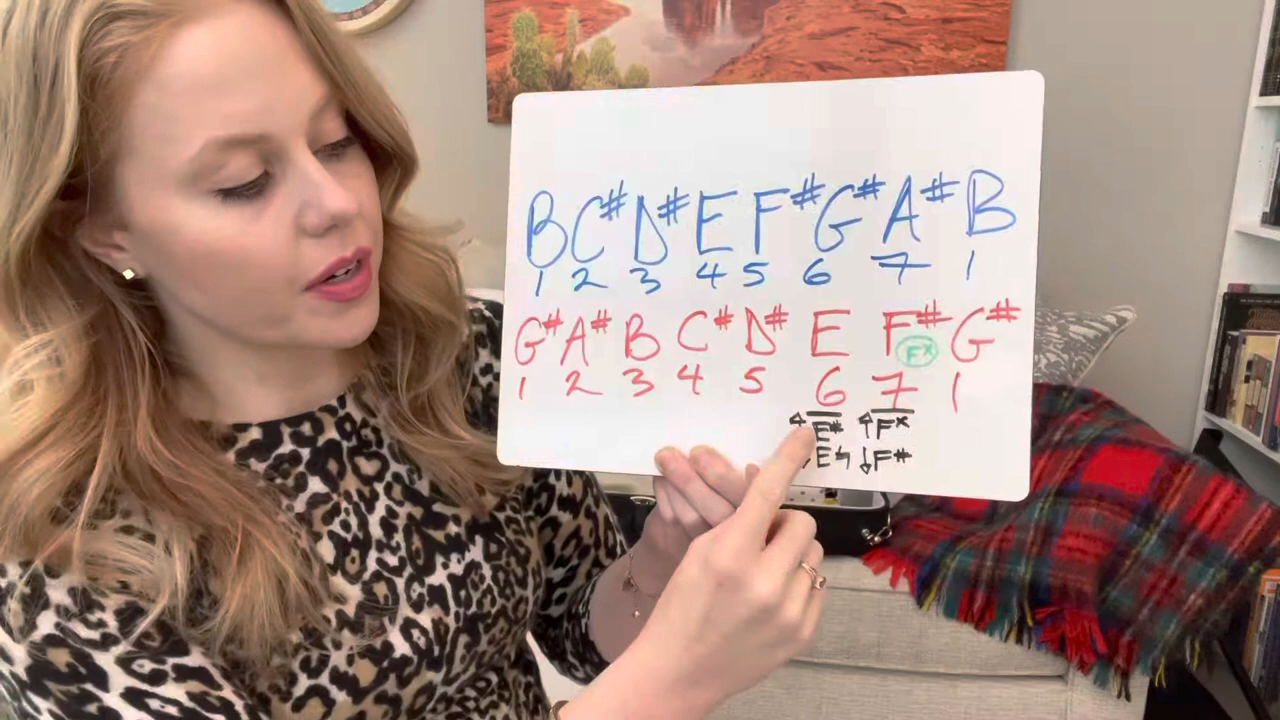 B C# D# E F# G# A# B
1 2 3 4 5 6 7 1
G# A# B C# D# E F# G#
Fx
1 2 3 4 5 6 7 1
↑E# ↑Fx
E♮ ↓F#